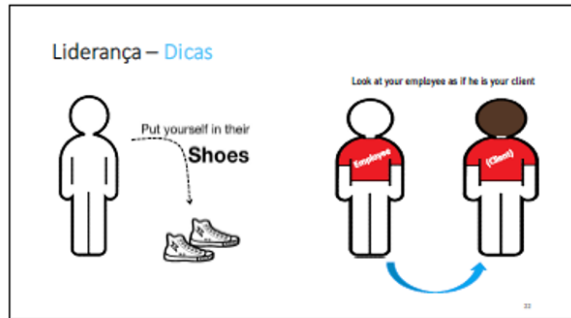 Liderança – Dicas
Put yourself in their
Shoes
Look at your employee as if he is your client
Employee
(Client)